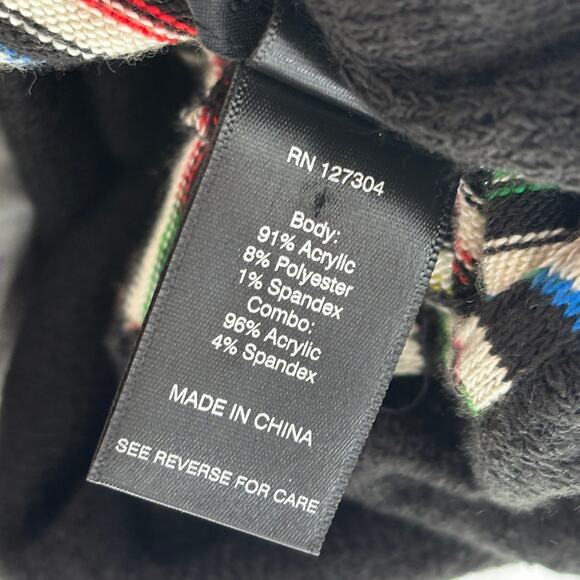 RN 127304
Body:
91% Acrylic
8% Polyester
1% Spandex
Combo:
96% Acrylic
4% Spandex
MADE IN CHINA
SEE REVERSE FOR CARE